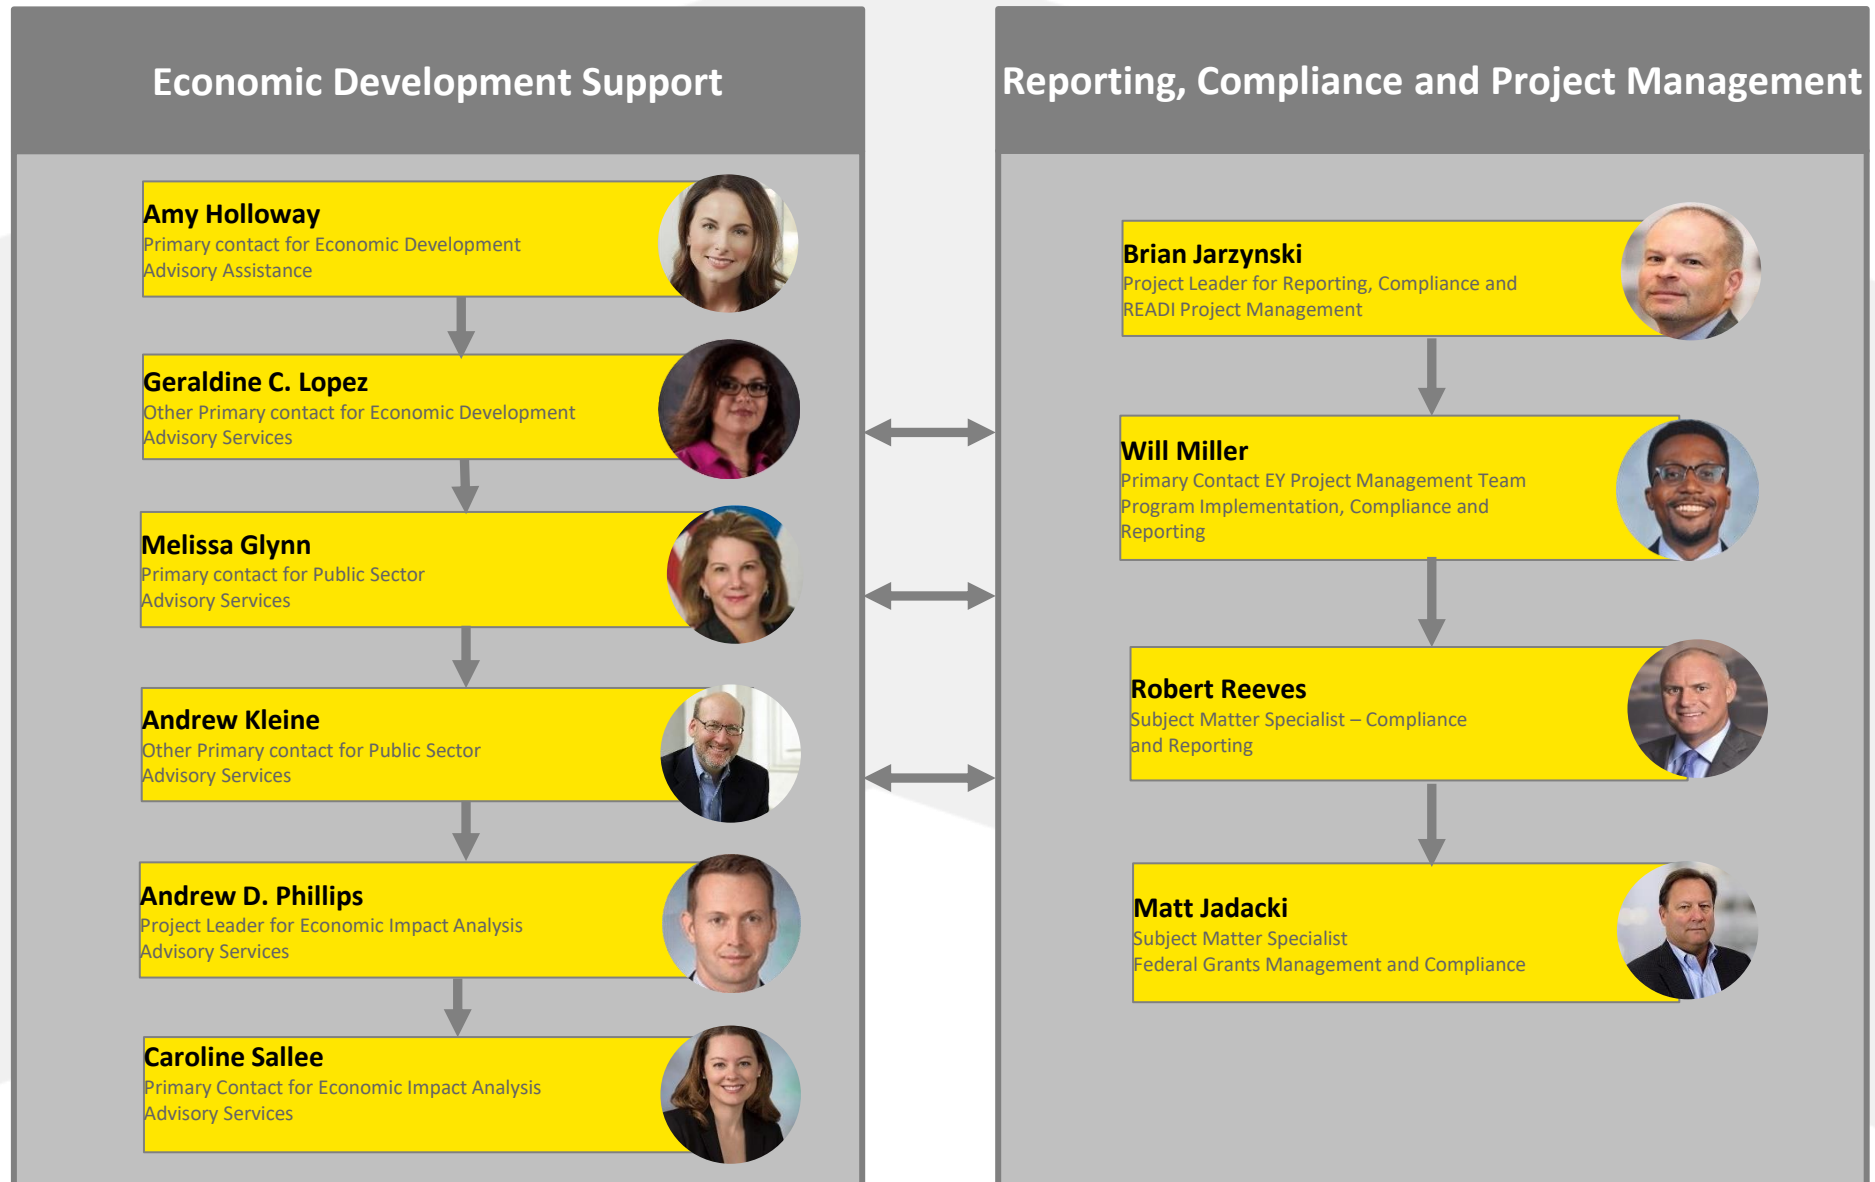 Economic Development Support
Amy Holloway
Primary contact for Economic Development
Advisory Assistance
Geraldine C. Lopez
Other Primary contact for Economic Development
Advisory Services
Melissa Glynn
Primary contact for Public Sector
Advisory Services
Andrew Kleine
Other Primary contact for Public Sector
Advisory Services
Andrew D. Phillips
Project Leader for Economic Impact Analysis
Advisory Services
Caroline Sallee
Primary Contact for Economic Impact Analysis
Advisory Services
Reporting, Compliance and Project Management
Brian Jarzynski
Project Leader for Reporting, Compliance and
READI Project Management
Will Miller
Primary Contact EY Project Management Team
Program Implementation, Compliance and
Reporting
Robert Reeves
Subject Matter Specialist – Compliance
and Reporting
Matt Jadacki
Subject Matter Specialist
Federal Grants Management and Compliance